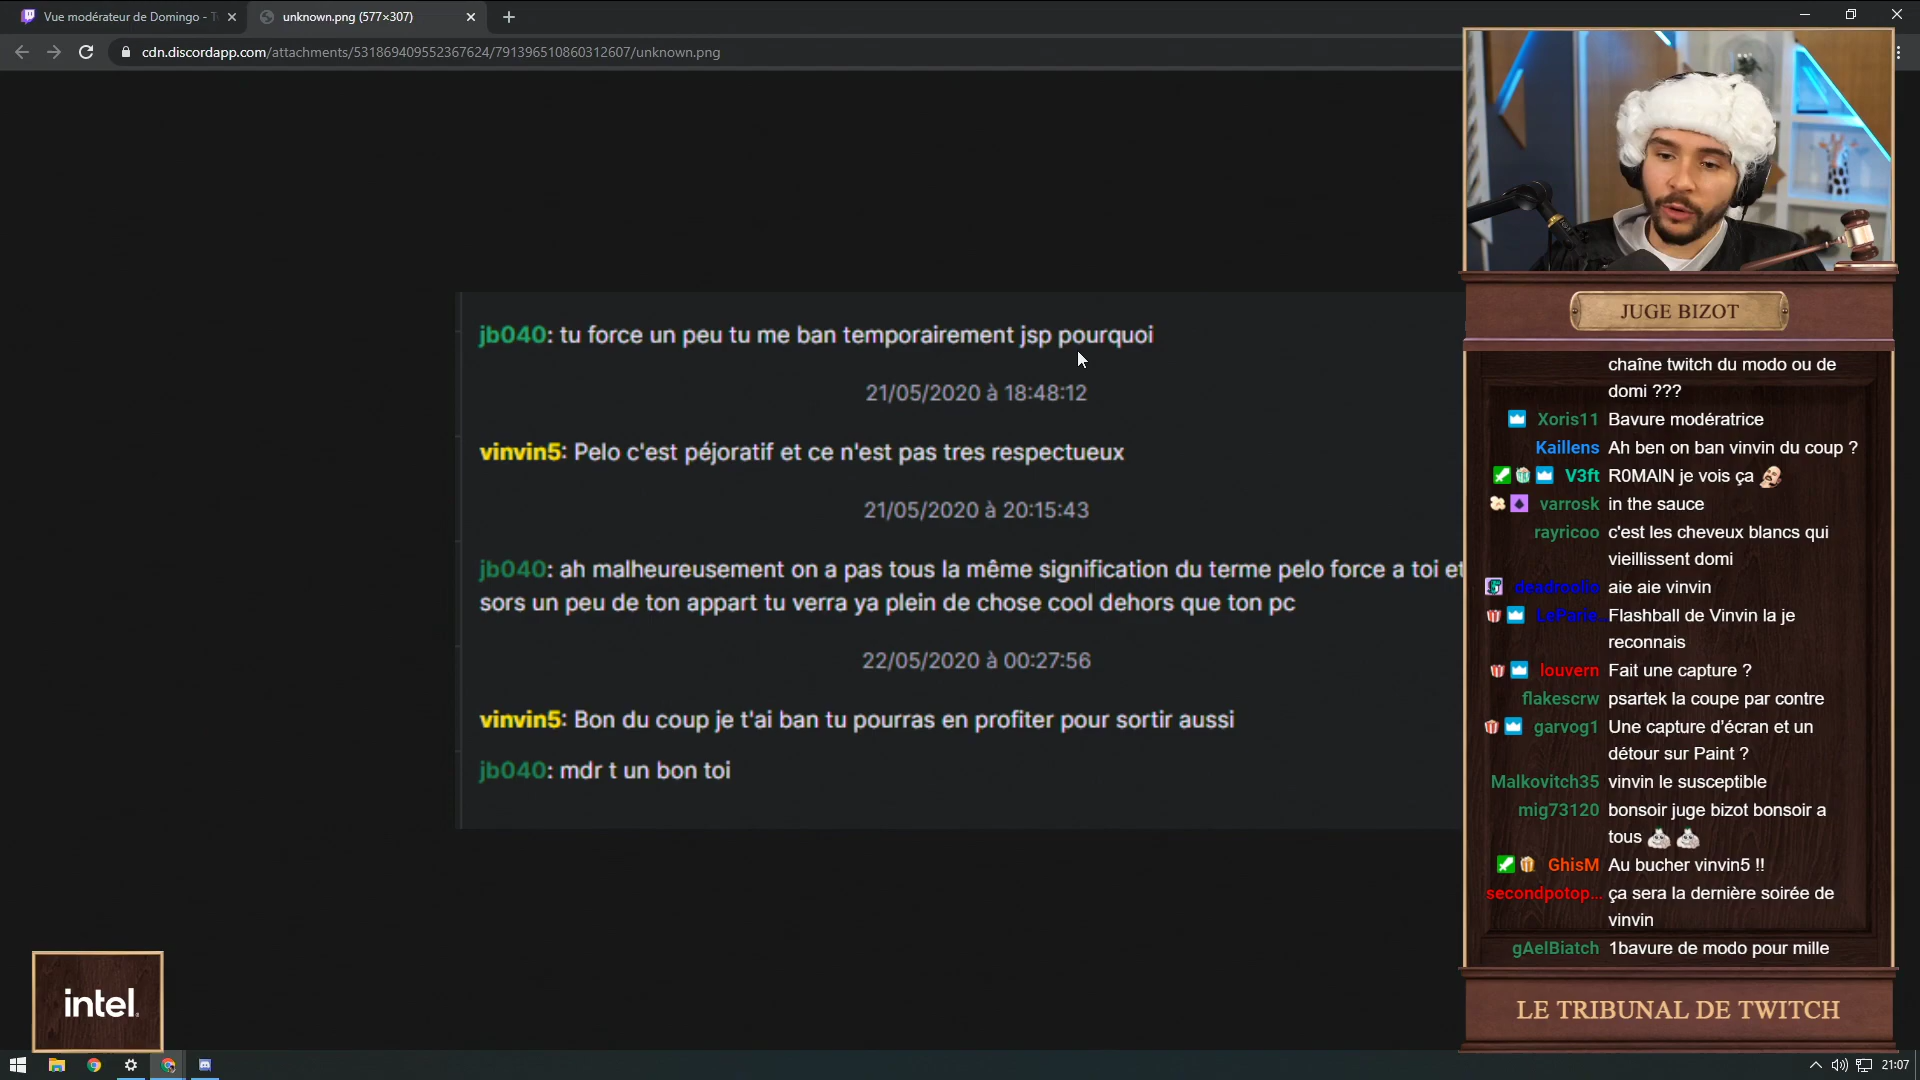 Vue modérateur de Domingo - T
unknown.png (577×307)
cdn.discordapp.com/attachments/531869409552367624/791396510860312607/unknown.png
jb040: tu force un peu tu me ban temporairement jsp pourquoi
21/05/2020 à 18:48:12
vinvin5: Pelo c'est péjoratif et ce n'est pas tres respectueux
21/05/2020 à 20:15:43
jb040: ah malheureusement on a pas tous la même signification du terme pelo force a toi et
sors un peu de ton appart tu verra ya plein de chose cool dehors que ton pc
22/05/2020 à 00:27:56
vinvin5: Bon du coup je t'ai ban tu pourras en profiter pour sortir aussi
jb040: mdr t un bon toi
JUGE BIZOT
chaîne twitch du modo ou de
domi ???
Xoris11 Bavure modératrice
Kaillens Ah ben on ban vinvin du coup ?
V3ft R0MAIN je vois ça
varrosk in the sauce
rayricoo c'est les cheveux blancs qui
vieillissent domi
deadroolio aie aie vinvin
LeParie... Flashball de Vinvin la je
reconnais
louvern Fait une capture ?
flakescrw psartek la coupe par contre
garvog1 Une capture d'écran et un
détour sur Paint ?
Malkovitch35 vinvin le susceptible
mig73120 bonsoir juge bizot bonsoir a
tous
GhisM Au bucher vinvin5 !!
secondpotop... ça sera la dernière soirée de
vinvin
gAelBiatch 1bavure de modo pour mille
LE TRIBUNAL DE TWITCH
intel.
21:07